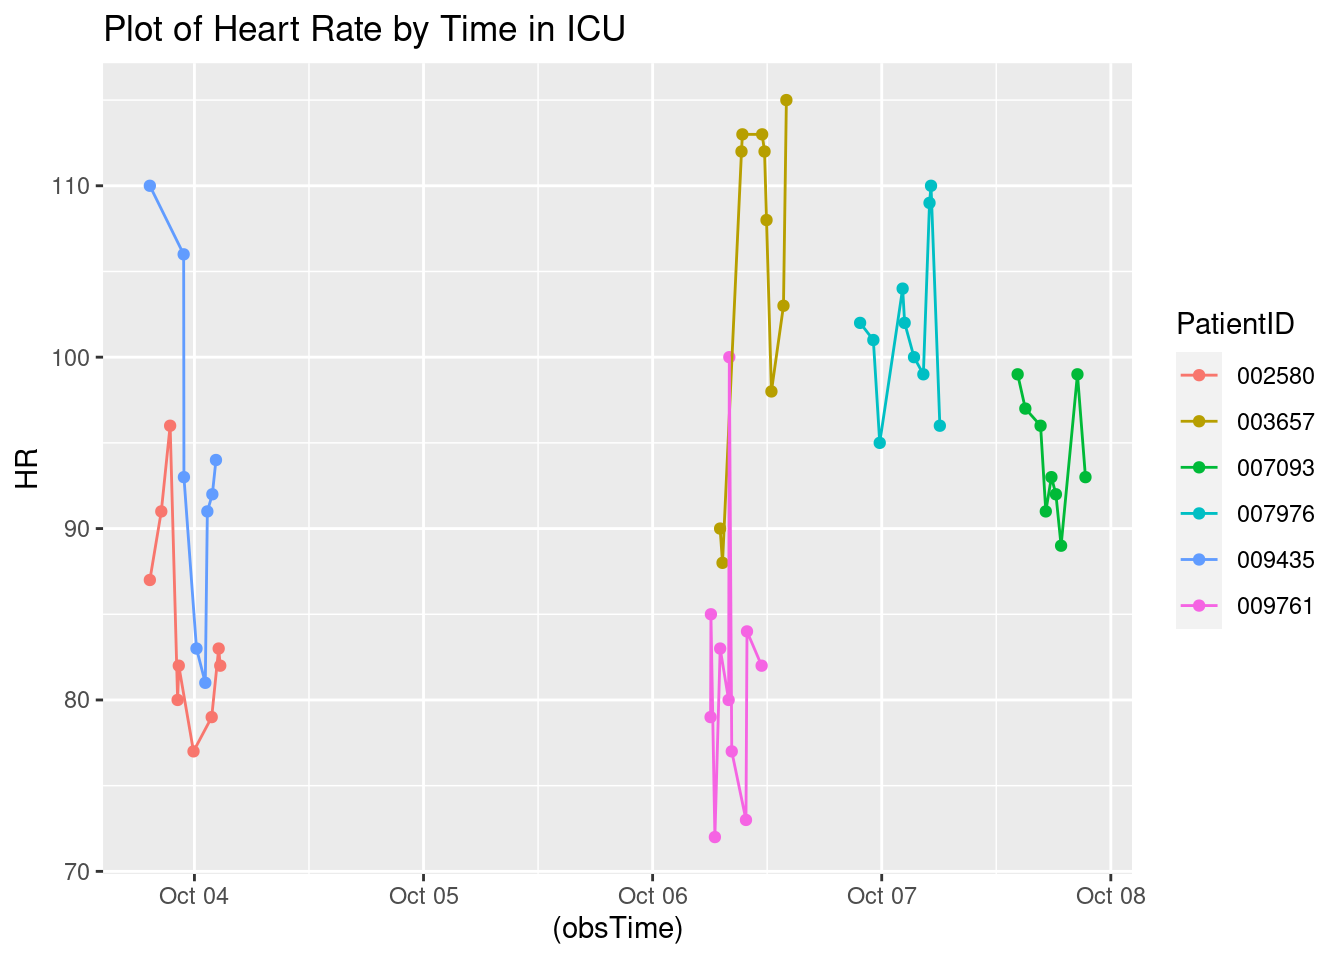 Plot of Heart Rate by Time in ICU
HR
110
100
90
80
70
Oct 04
Oct 05
Oct 06
Oct 07
Oct 08
(obsTime)
PatientID
002580
003657
007093
007976
009435
009761